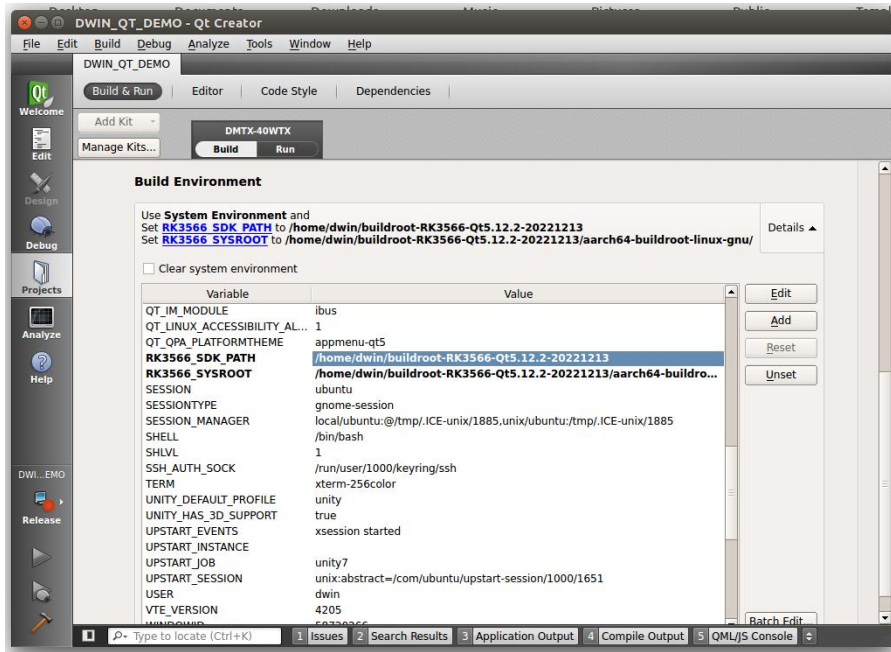 DWIN_QT_DEMO - Qt Creator
File Edit Build Debug Analyze Tools Window Help
DWIN_QT_DEMO
Build & Run Editor Code Style Dependencies
Welcome
Edit
Design
Debug
Projects
Analyze
Help
DWI...EMO
Release
Add Kit
Manage Kits...
DMTX-40WTX
Build Run
Build Environment
Use System Environment and
Set RK3566_SDK_PATH to /home/dwin/buildroot-RK3566-Qt5.12.2-20221213
Set RK3566_SYSROOT to /home/dwin/buildroot-RK3566-Qt5.12.2-20221213/aarch64-buildroot-linux-gnu/
Details
Clear system environment
Variable Value
QT_IM_MODULE ibus
QT_LINUX_ACCESSIBILITY_AL... 1
QT_QPA_PLATFORMTHEME appmenu-qt5
RK3566_SDK_PATH /home/dwin/buildroot-RK3566-Qt5.12.2-20221213
RK3566_SYSROOT /home/dwin/buildroot-RK3566-Qt5.12.2-20221213/aarch64-buildro...
SESSION ubuntu
SESSIONTYPE gnome-session
SESSION_MANAGER local/ubuntu:@/tmp/.ICE-unix/1885,unix/ubuntu:/tmp/.ICE-unix/1885
SHELL /bin/bash
SHLVL 1
SSH_AUTH_SOCK /run/user/1000/keyring/ssh
TERM xterm-256color
UNITY_DEFAULT_PROFILE unity
UNITY_HAS_3D_SUPPORT true
UPSTART_EVENTS xsession started
UPSTART_INSTANCE
UPSTART_JOB unity7
UPSTART_SESSION unix:abstract=/com/ubuntu/upstart-session/1000/1651
USER dwin
VTE_VERSION 4205
Edit
Add
Reset
Unset
Batch Edit...
Type to locate (Ctrl+K) 1 Issues 2 Search Results 3 Application Output 4 Compile Output 5 QML/JS Console